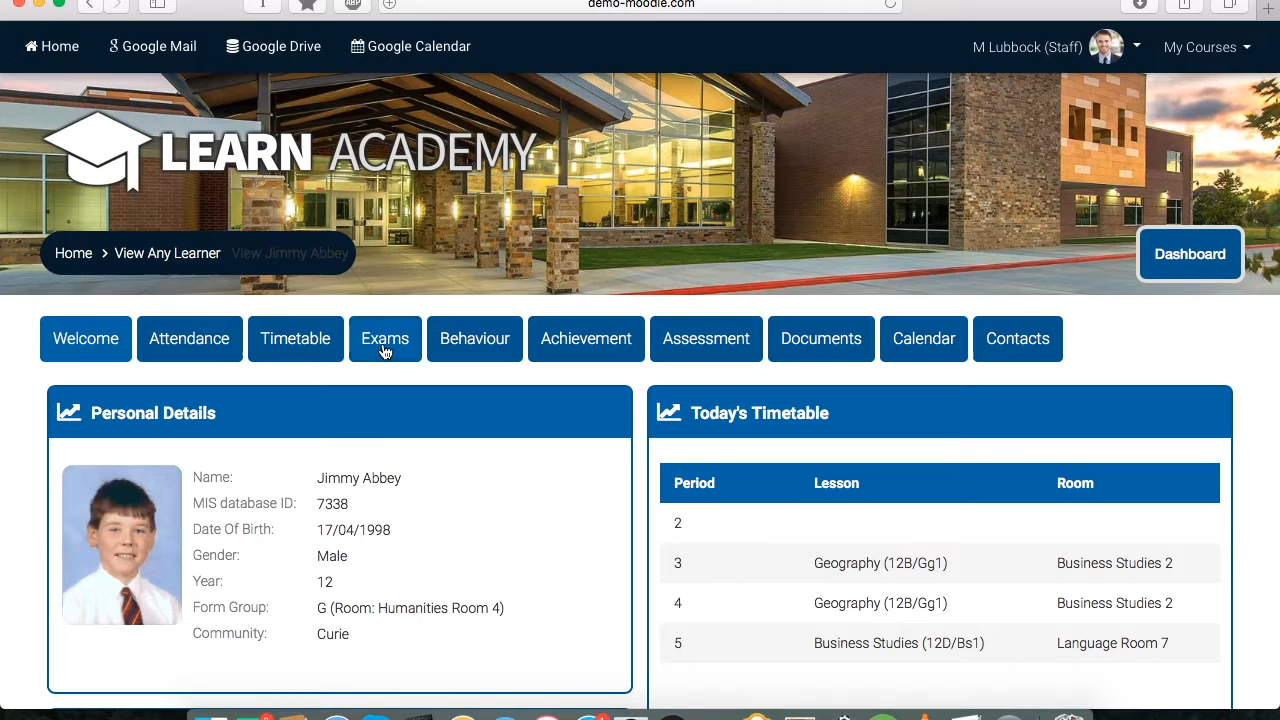 demo-moodle.com
Home Google Mail Google Drive Google Calendar M Lubbock (Staff) My Courses
LEARN ACADEMY
Home > View Any Learner View Jimmy Abbey
Dashboard
Welcome Attendance Timetable Exams Behaviour Achievement Assessment Documents Calendar Contacts
Personal Details
Name: Jimmy Abbey
MIS database ID: 7338
Date Of Birth: 17/04/1998
Gender: Male
Year: 12
Form Group: G (Room: Humanities Room 4)
Community: Curie
Today's Timetable
Period Lesson Room
2
3 Geography (12B/Gg1) Business Studies 2
4 Geography (12B/Gg1) Business Studies 2
5 Business Studies (12D/Bs1) Language Room 7